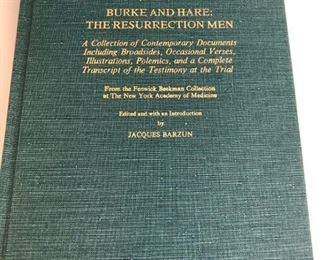 BURKE AND HARE:
THE RESURRECTION MEN
A Collection of Contemporary Documents
Including Broadsides, Occasional Verses,
Illustrations, Polemics, and a Complete
Transcript of the Testimony at the Trial
From the Fenwick Beekman Collection
at The New York Academy of Medicine
Edited and with an Introduction
by
JACQUES BARZUN